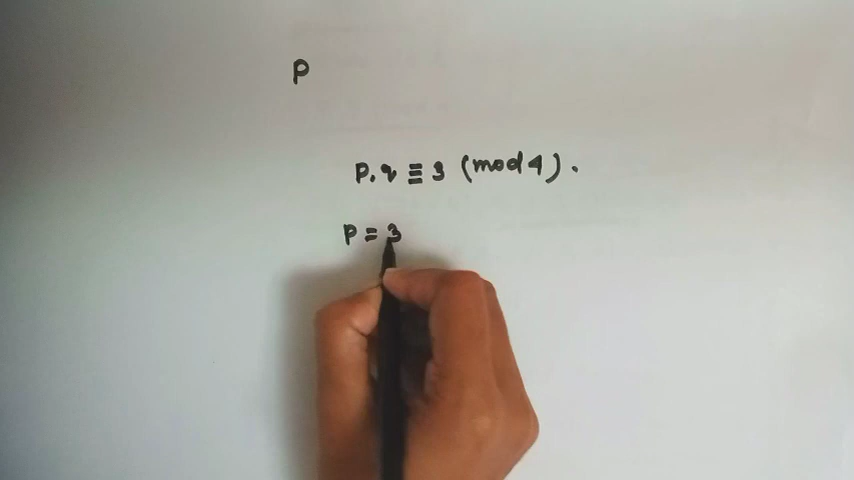 P
P, q ≡ 3 (mod 4).
P = 3